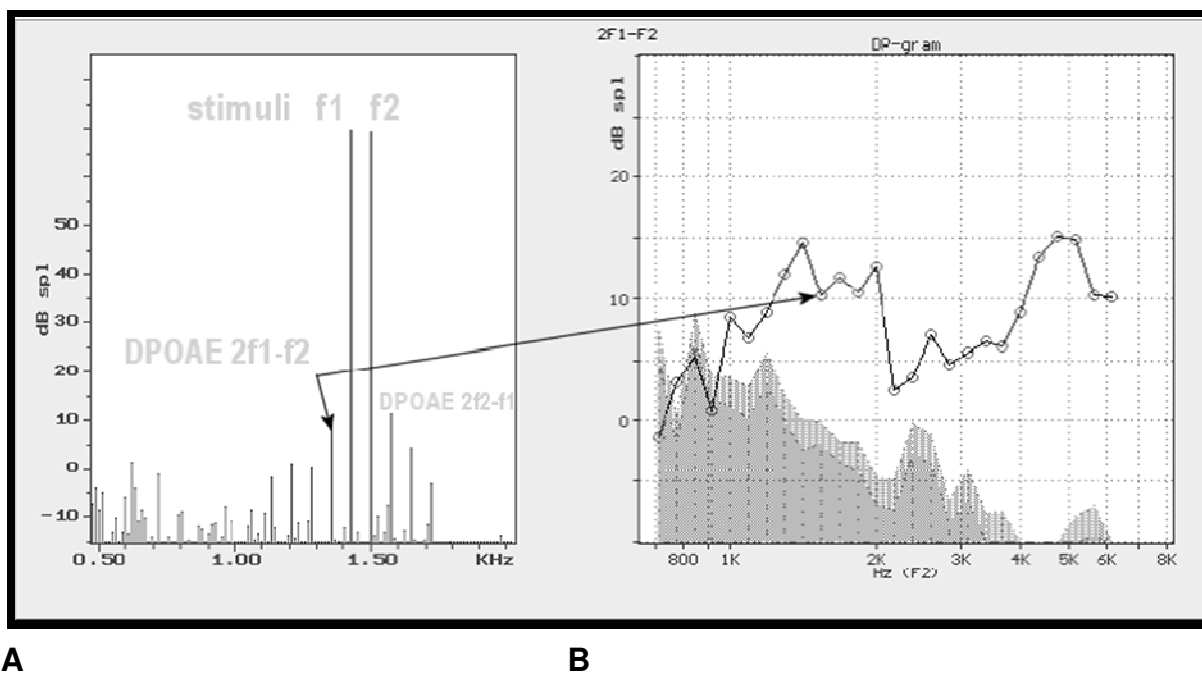 2F1-F2
DP-gram
stimuli f1 f2
dB spl
50
40
30
20
10
0
-10
DPOAE 2f1-f2
DPOAE 2f2-f1
0.50 1.00 1.50 KHz
dB spl
20
10
0
800 1K 2K 3K 4K 5K 6K 8K
Hz (F2)
A B